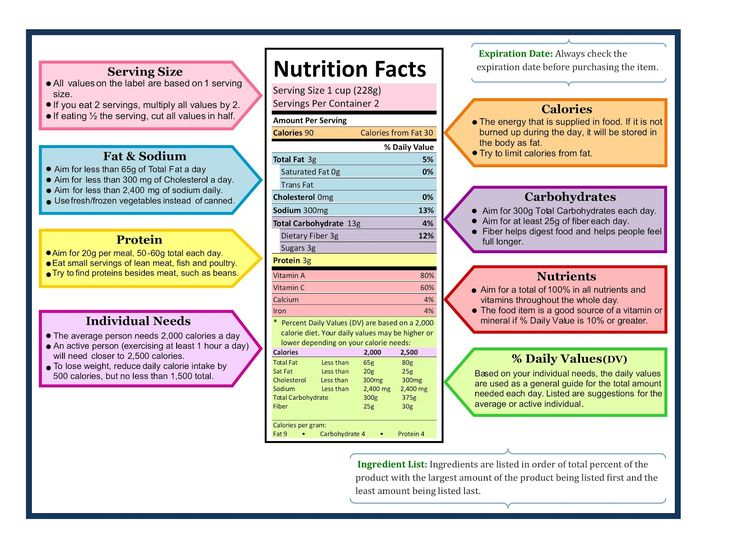 Serving Size
● All values on the label are based on 1 serving
size.
● If you eat 2 servings, multiply all values by 2.
● If eating ½ the serving, cut all values in half.
Fat & Sodium
● Aim for less than 65g of Total Fat a day
● Aim for less than 300 mg of Cholesterol a day.
● Aim for less than 2,400 mg of sodium daily.
● Use fresh/frozen vegetables instead of canned.
Protein
● Aim for 20g per meal, 50-60g total each day.
● Eat small servings of lean meat, fish and poultry.
● Try to find proteins besides meat, such as beans.
Individual Needs
● The average person needs 2,000 calories a day
● An active person (exercising at least 1 hour a day)
will need closer to 2,500 calories.
● To lose weight, reduce daily calorie intake by
500 calories, but no less than 1,500 total.
Nutrition Facts
Serving Size 1 cup (228g)
Servings Per Container 2
Amount Per Serving
Calories 90 Calories from Fat 30
% Daily Value
Total Fat 3g 5%
Saturated Fat 0g 0%
Trans Fat
Cholesterol 0mg 0%
Sodium 300mg 13%
Total Carbohydrate 13g 4%
Dietary Fiber 3g 12%
Sugars 3g
Protein 3g
Vitamin A 80%
Vitamin C 60%
Calcium 4%
Iron 4%
* Percent Daily Values (DV) are based on a 2,000
calorie diet. Your daily values may be higher or
lower depending on your calorie needs:
Calories 2,000 2,500
Total Fat Less than 65g 80g
Sat Fat Less than 20g 25g
Cholesterol Less than 300mg 300mg
Sodium Less than 2,400 mg 2,400 mg
Total Carbohydrate 300g 375g
Fiber 25g 30g
Calories per gram:
Fat 9 • Carbohydrate 4 • Protein 4
Expiration Date: Always check the
expiration date before purchasing the item.
Calories
● The energy that is supplied in food. If it is not
burned up during the day, it will be stored in
the body as fat.
● Try to limit calories from fat.
Carbohydrates
● Aim for 300g Total Carbohydrates each day.
● Aim for at least 25g of fiber each day.
● Fiber helps digest food and helps people feel
full longer.
Nutrients
● Aim for a total of 100% in all nutrients and
vitamins throughout the whole day.
● The food item is a good source of a vitamin or
mineral if % Daily Value is 10% or greater.
% Daily Values(DV)
Based on your individual needs, the daily values
are used as a general guide for the total amount
needed each day. Listed are suggestions for the
average or active individual.
Ingredient List: Ingredients are listed in order of total percent of the
product with the largest amount of the product being listed first and the
least amount being listed last.